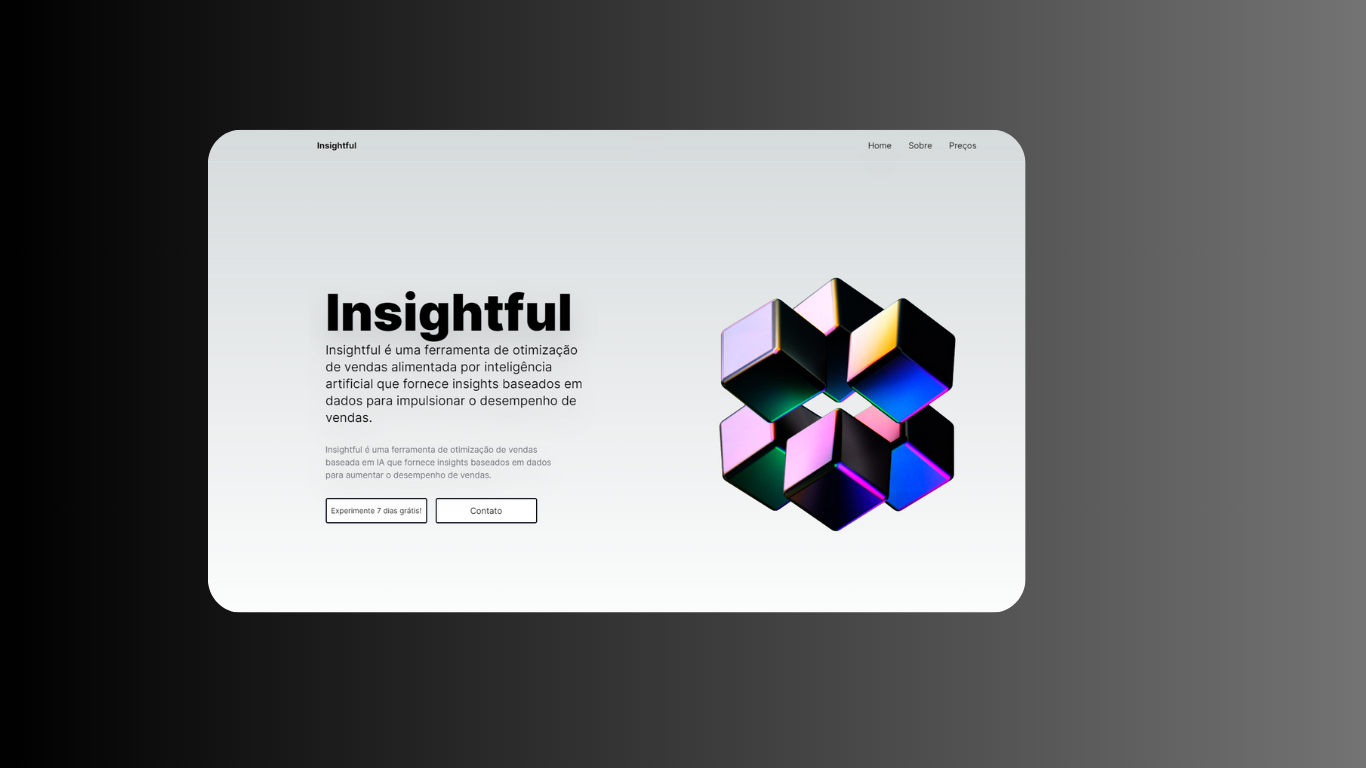 Insightful
Home Sobre Preços
Insightful
Insightful é uma ferramenta de otimização
de vendas alimentada por inteligência
artificial que fornece insights baseados em
dados para impulsionar o desempenho de
vendas.
Insightful é uma ferramenta de otimização de vendas
baseada em IA que fornece insights baseados em dados
para aumentar o desempenho de vendas.
Experimente 7 dias grátis!
Contato